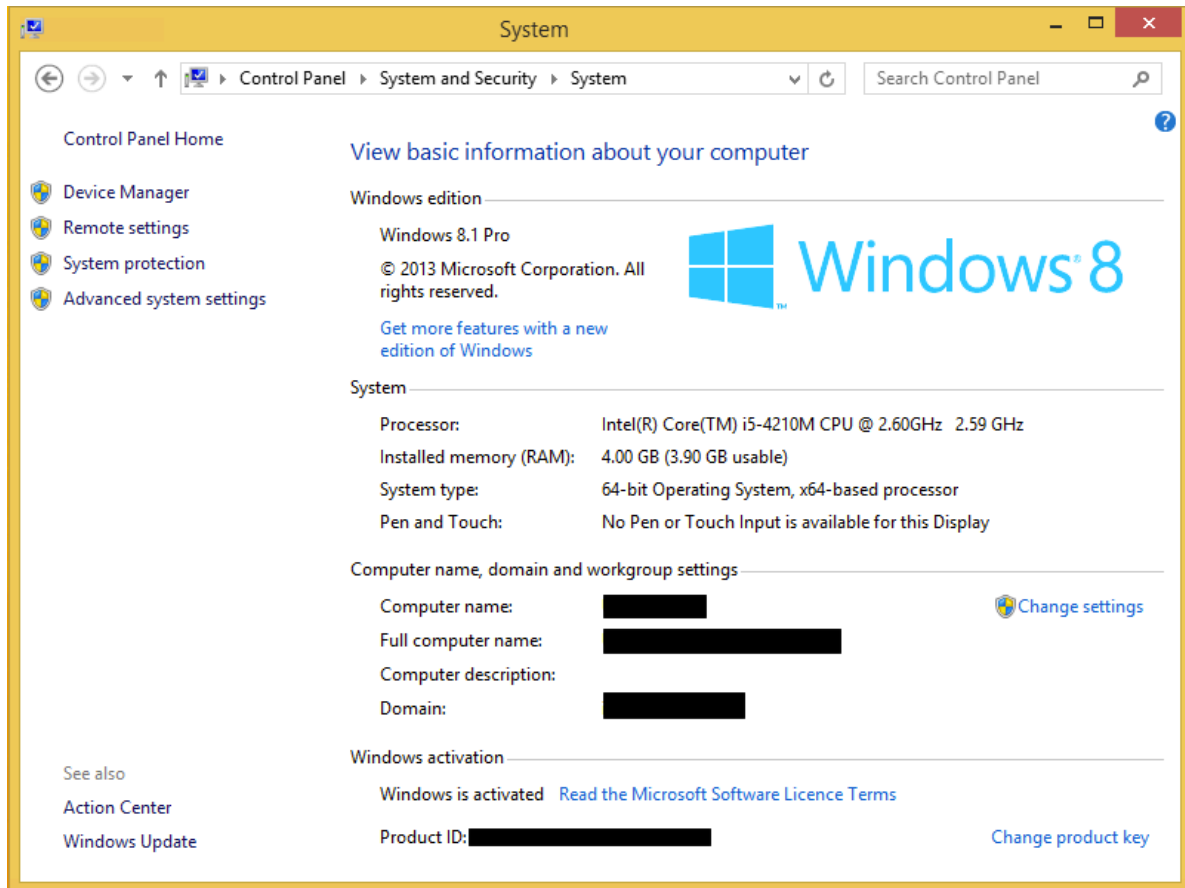 System
Control Panel System and Security System
Search Control Panel
Control Panel Home
Device Manager
Remote settings
System protection
Advanced system settings
See also
Action Center
Windows Update
View basic information about your computer
Windows edition
Windows 8.1 Pro
© 2013 Microsoft Corporation. All
rights reserved.
Get more features with a new
edition of Windows
Windows® 8
™
System
Processor: Intel(R) Core(TM) i5-4210M CPU @ 2.60GHz 2.59 GHz
Installed memory (RAM): 4.00 GB (3.90 GB usable)
System type: 64-bit Operating System, x64-based processor
Pen and Touch: No Pen or Touch Input is available for this Display
Computer name, domain and workgroup settings
Computer name: Change settings
Full computer name:
Computer description:
Domain:
Windows activation
Windows is activated Read the Microsoft Software Licence Terms
Product ID: Change product key